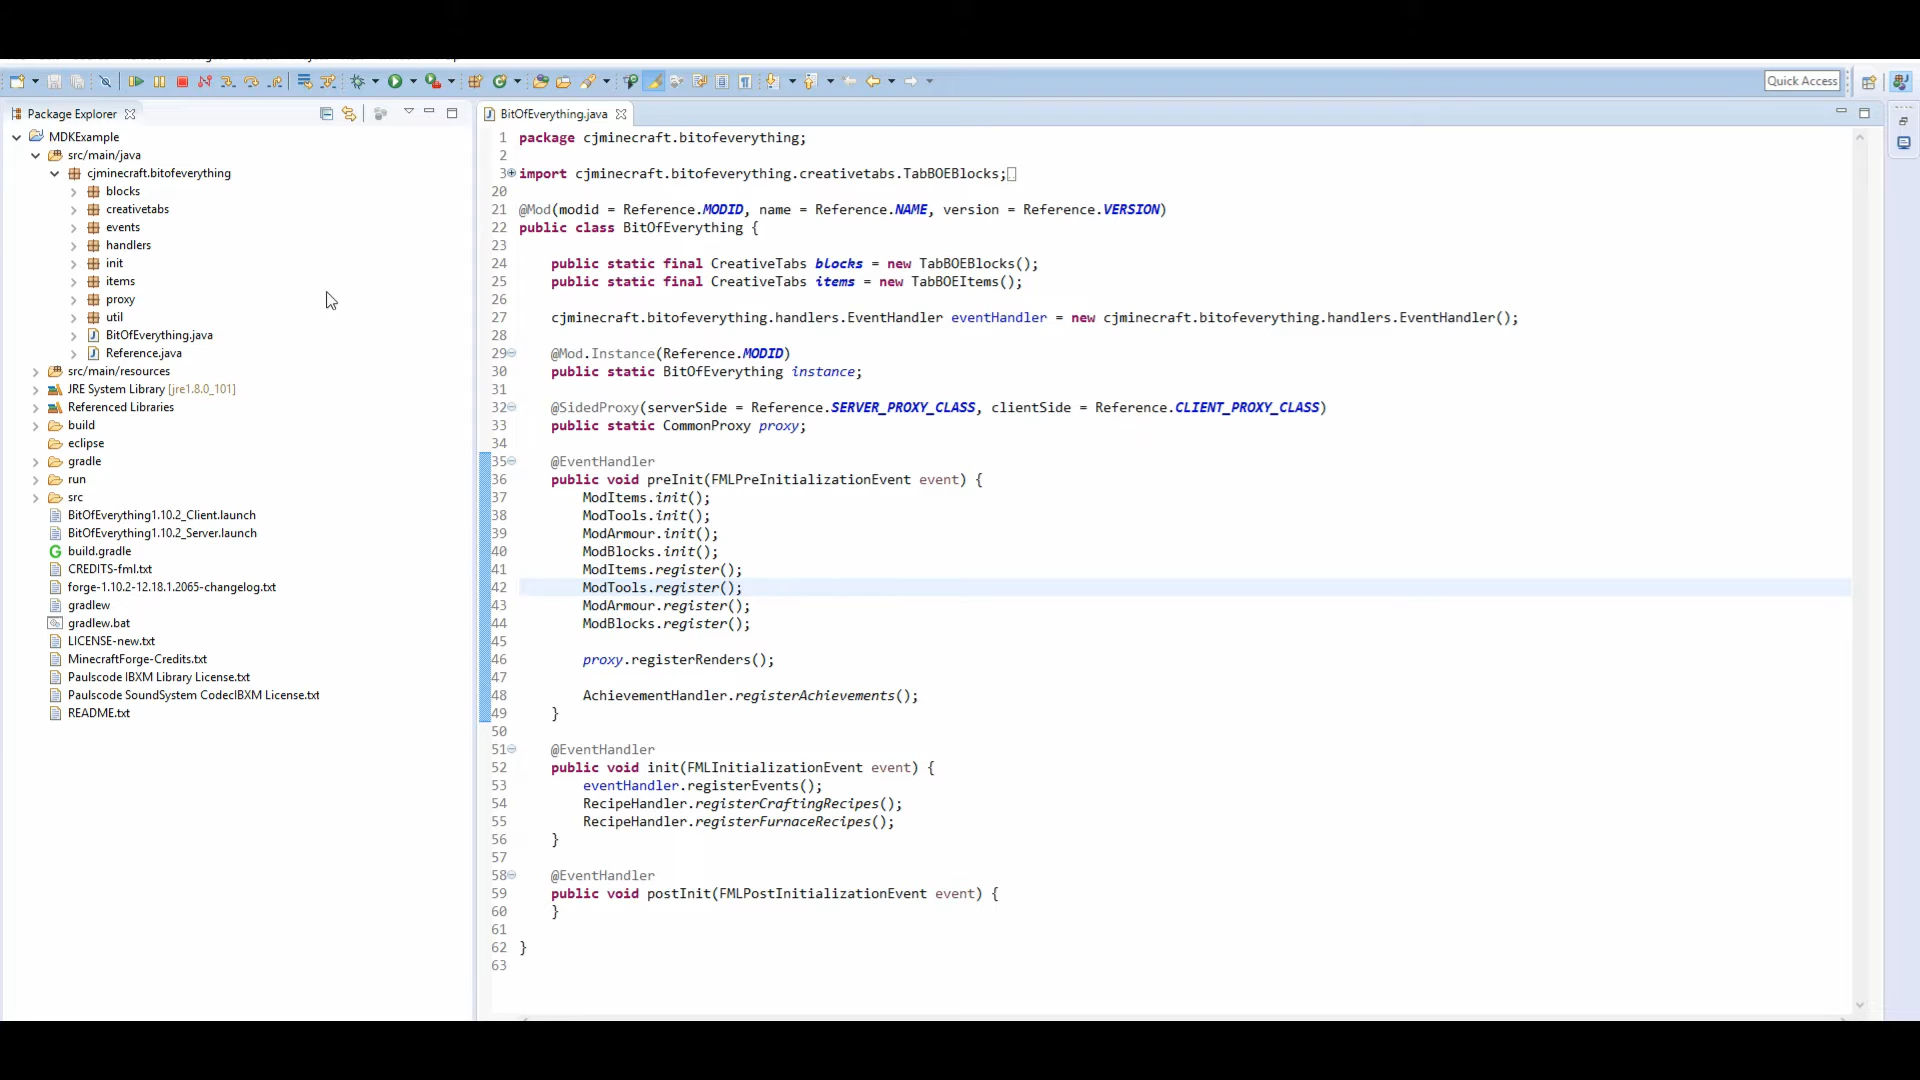 Quick Access
Package Explorer
MDKExample
src/main/java
cjminecraft.bitofeverything
blocks
creativetabs
events
handlers
init
items
proxy
util
BitOfEverything.java
Reference.java
src/main/resources
JRE System Library [jre1.8.0_101]
Referenced Libraries
build
eclipse
gradle
run
src
BitOfEverything1.10.2_Client.launch
BitOfEverything1.10.2_Server.launch
build.gradle
CREDITS-fml.txt
forge-1.10.2-12.18.1.2065-changelog.txt
gradlew
gradlew.bat
LICENSE-new.txt
MinecraftForge-Credits.txt
Paulscode IBXM Library License.txt
Paulscode SoundSystem CodecIBXM License.txt
README.txt
BitOfEverything.java
1 package cjminecraft.bitofeverything;
2
3 import cjminecraft.bitofeverything.creativetabs.TabBOEBlocks;
20
21 @Mod(modid = Reference.MODID, name = Reference.NAME, version = Reference.VERSION)
22 public class BitOfEverything {
23
24 public static final CreativeTabs blocks = new TabBOEBlocks();
25 public static final CreativeTabs items = new TabBOEItems();
26
27 cjminecraft.bitofeverything.handlers.EventHandler eventHandler = new cjminecraft.bitofeverything.handlers.EventHandler();
28
29 @Mod.Instance(Reference.MODID)
30 public static BitOfEverything instance;
31
32 @SidedProxy(serverSide = Reference.SERVER_PROXY_CLASS, clientSide = Reference.CLIENT_PROXY_CLASS)
33 public static CommonProxy proxy;
34
35 @EventHandler
36 public void preInit(FMLPreInitializationEvent event) {
37 ModItems.init();
38 ModTools.init();
39 ModArmour.init();
40 ModBlocks.init();
41 ModItems.register();
42 ModTools.register();
43 ModArmour.register();
44 ModBlocks.register();
45
46 proxy.registerRenders();
47
48 AchievementHandler.registerAchievements();
49 }
50
51 @EventHandler
52 public void init(FMLInitializationEvent event) {
53 eventHandler.registerEvents();
54 RecipeHandler.registerCraftingRecipes();
55 RecipeHandler.registerFurnaceRecipes();
56 }
57
58 @EventHandler
59 public void postInit(FMLPostInitializationEvent event) {
60 }
61
62 }
63